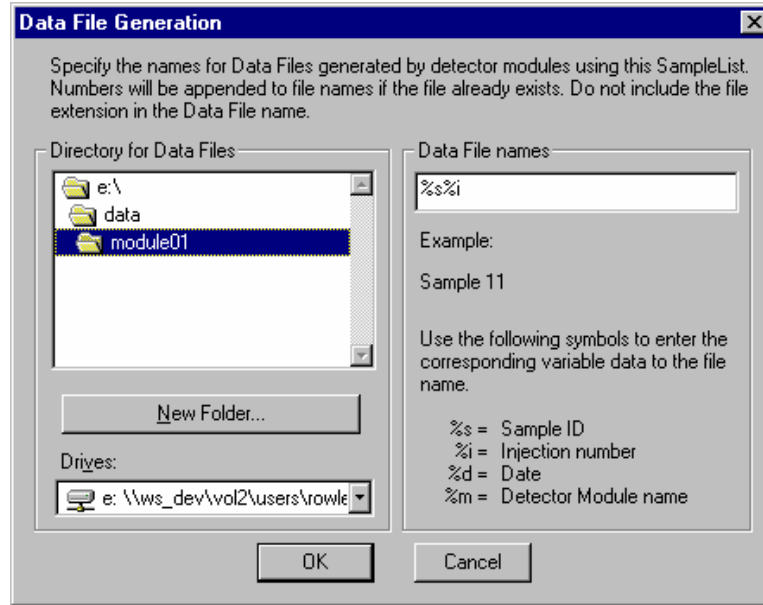 Data File Generation
Specify the names for Data Files generated by detector modules using this SampleList.
Numbers will be appended to file names if the file already exists. Do not include the file
extension in the Data File name.
Directory for Data Files
e:\
data
module01
New Folder...
Drives:
e: \\ws_dev\vol2\users\rowle
Data File names
%s%i
Example:
Sample 11
Use the following symbols to enter the
corresponding variable data to the file
name.
%s = Sample ID
%i = Injection number
%d = Date
%m = Detector Module name
OK
Cancel